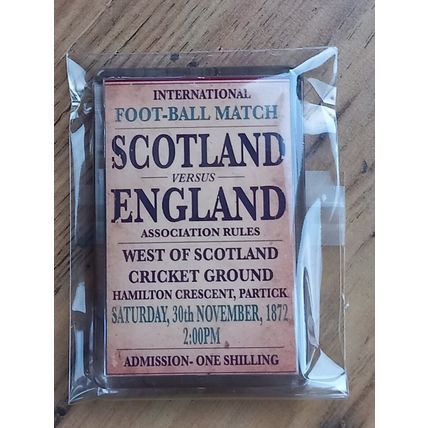 INTERNATIONAL
FOOT-BALL MATCH
SCOTLAND
VERSUS
ENGLAND
ASSOCIATION RULES
WEST OF SCOTLAND
CRICKET GROUND
HAMILTON CRESCENT, PARTICK
SATURDAY, 30th NOVEMBER, 1872
2:00PM
ADMISSION- ONE SHILLING